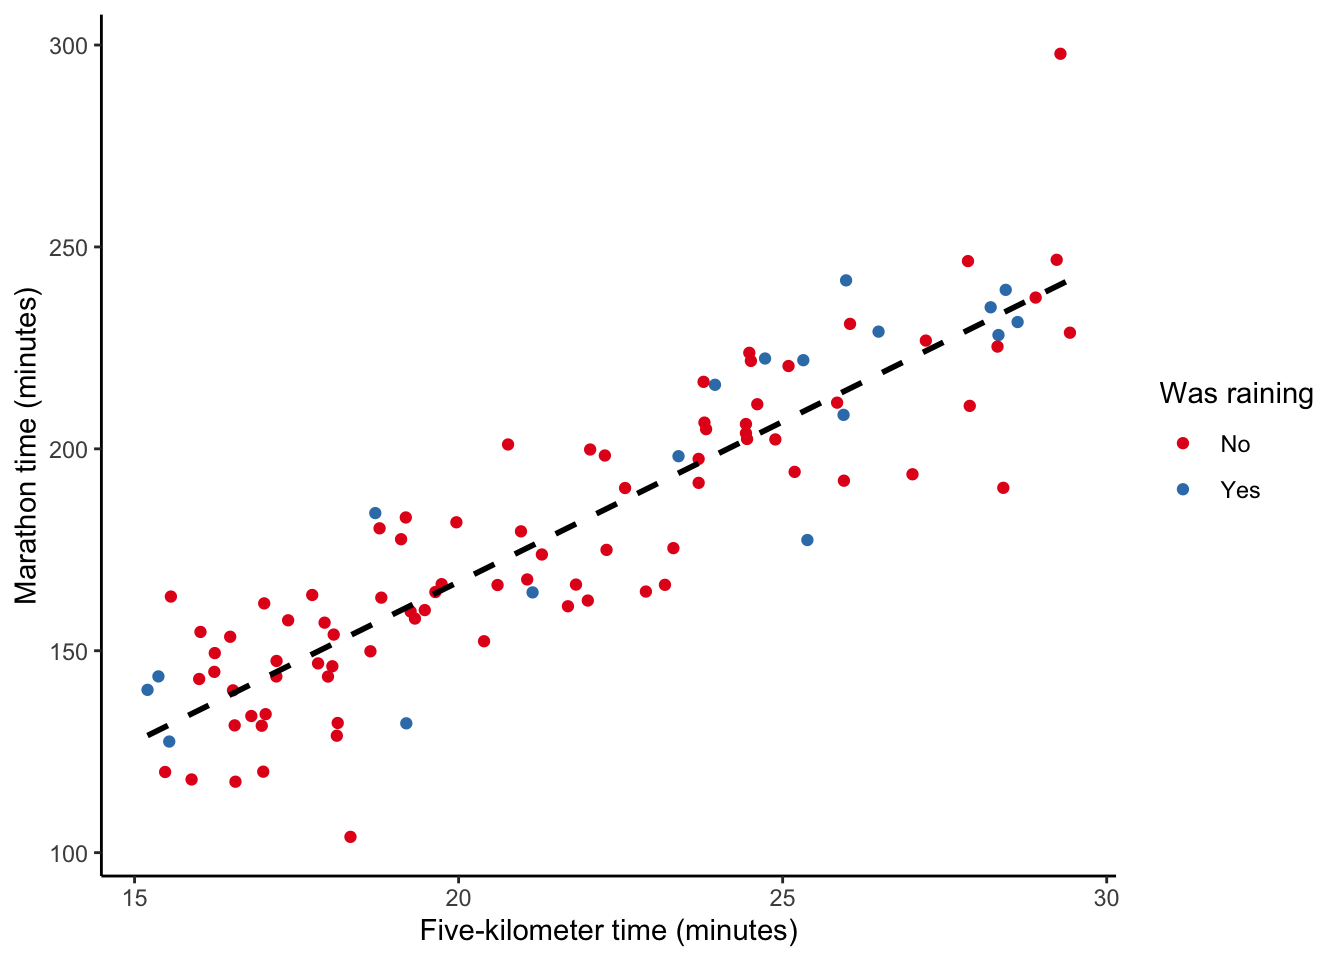 300
250
200
150
100
Marathon time (minutes)
15 20 25 30
Five-kilometer time (minutes)
Was raining
No
Yes